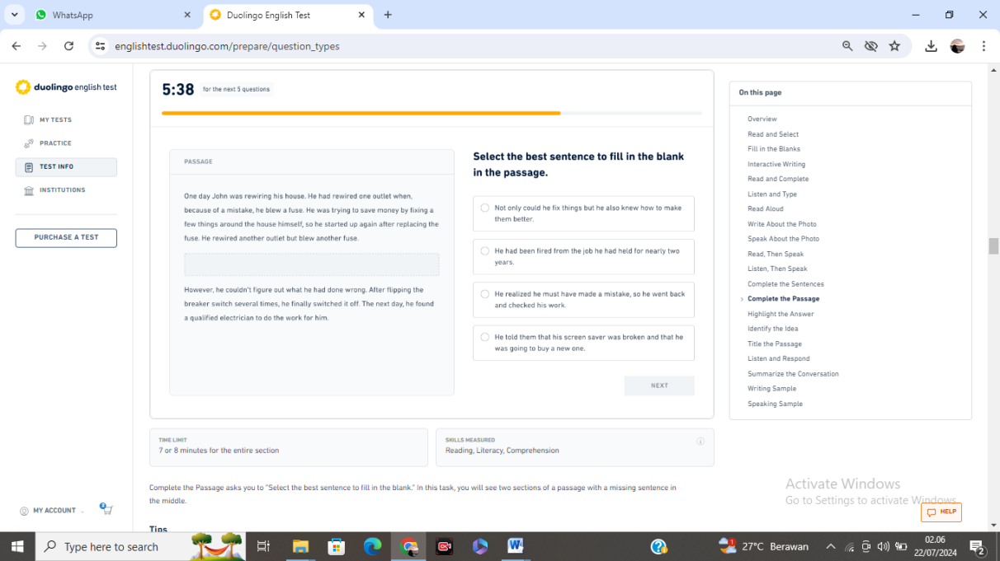 WhatsApp
Duolingo English Test
englishtest.duolingo.com/prepare/question_types
duolingo english test
MY TESTS
PRACTICE
TEST INFO
INSTITUTIONS
PURCHASE A TEST
5:38 for the next 5 questions
PASSAGE
One day John was rewiring his house. He had rewired one outlet when,
because of a mistake, he blew a fuse. He was trying to save money by fixing a
few things around the house himself, so he started up again after replacing the
fuse. He rewired another outlet but blew another fuse.
However, he couldn't figure out what he had done wrong. After flipping the
breaker switch several times, he finally switched it off. The next day, he found
a qualified electrician to do the work for him.
Select the best sentence to fill in the blank
in the passage.
Not only could he fix things but he also knew how to make
them better.
He had been fired from the job he had held for nearly two
years.
He realized he must have made a mistake, so he went back
and checked his work.
He told them that his screen saver was broken and that he
was going to buy a new one.
NEXT
TIME LIMIT
7 or 8 minutes for the entire section
SKILLS MEASURED
Reading, Literacy, Comprehension
Complete the Passage asks you to "Select the best sentence to fill in the blank." In this task, you will see two sections of a passage with a missing sentence in
the middle.
Tips
On this page
Overview
Read and Select
Fill in the Blanks
Interactive Writing
Read and Complete
Listen and Type
Read Aloud
Write About the Photo
Speak About the Photo
Read, Then Speak
Listen, Then Speak
Complete the Sentences
Complete the Passage
Highlight the Answer
Identify the Idea
Title the Passage
Listen and Respond
Summarize the Conversation
Writing Sample
Speaking Sample
Activate Windows
Go to Settings to activate Windows.
HELP
MY ACCOUNT
2
Type here to search
1
27°C Berawan
02.06
22/07/2024
2